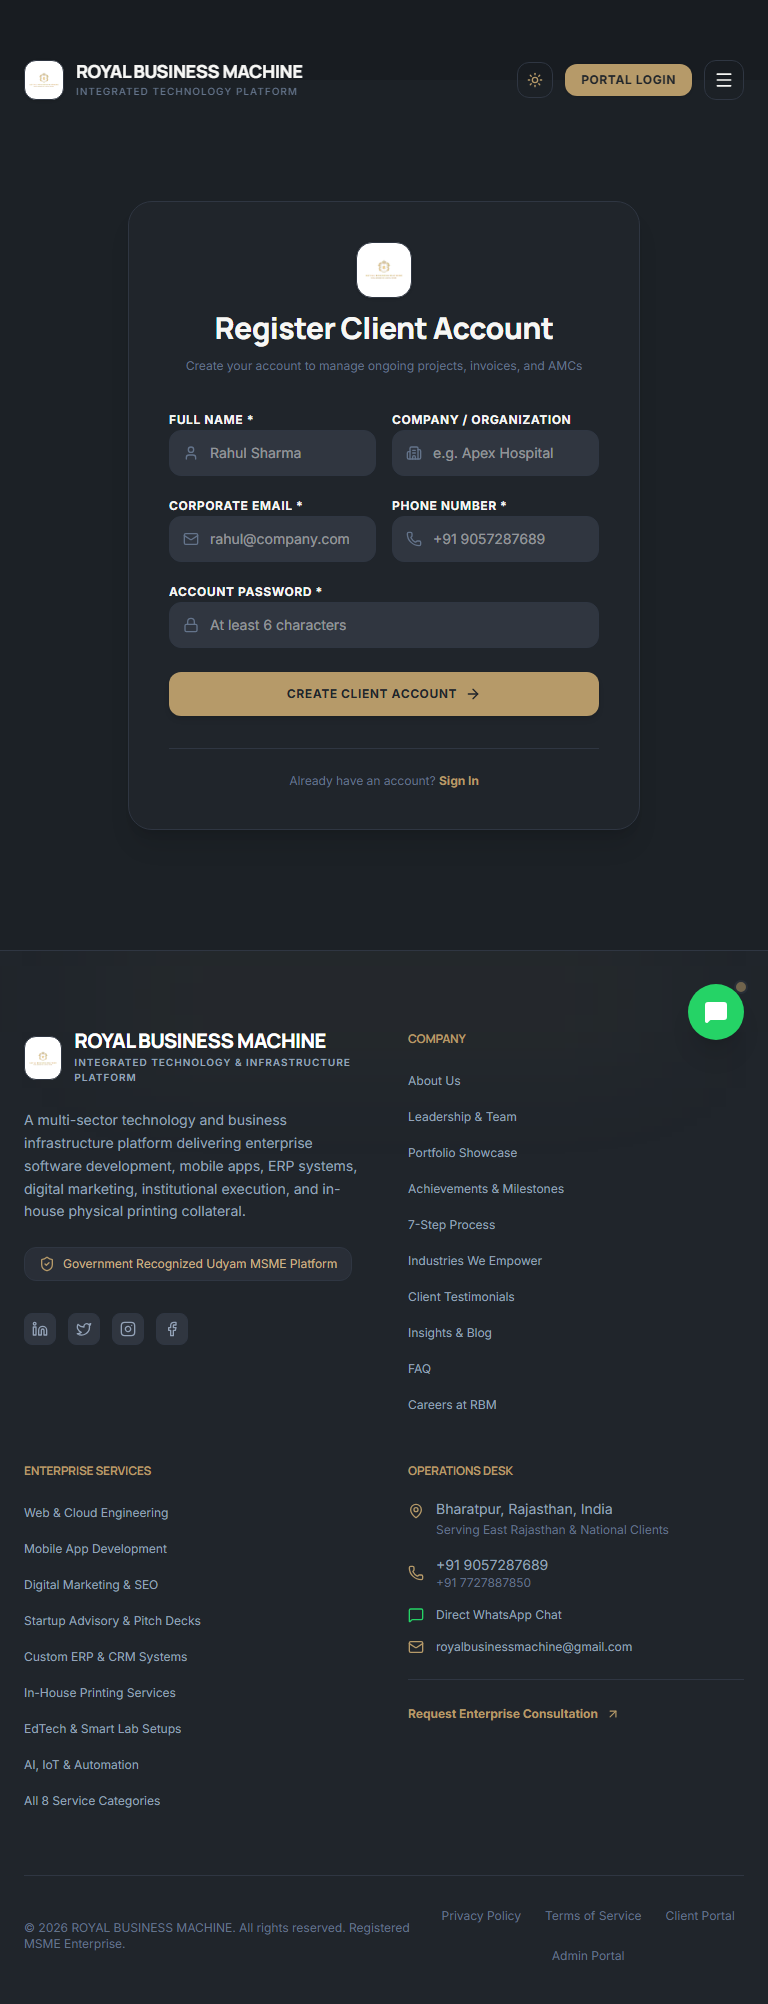 ROYAL BUSINESS MACHINE
INTEGRATED TECHNOLOGY PLATFORM
PORTAL LOGIN
Register Client Account
Create your account to manage ongoing projects, invoices, and AMCs
FULL NAME *
COMPANY / ORGANIZATION
Rahul Sharma
e.g. Apex Hospital
CORPORATE EMAIL *
PHONE NUMBER *
rahul@company.com
+91 9057287689
ACCOUNT PASSWORD *
At least 6 characters
CREATE CLIENT ACCOUNT
Already have an account? Sign In
ROYAL BUSINESS MACHINE
INTEGRATED TECHNOLOGY & INFRASTRUCTURE
PLATFORM
A multi-sector technology and business
infrastructure platform delivering enterprise
software development, mobile apps, ERP systems,
digital marketing, institutional execution, and in-
house physical printing collateral.
Government Recognized Udyam MSME Platform
COMPANY
About Us
Leadership & Team
Portfolio Showcase
Achievements & Milestones
7-Step Process
Industries We Empower
Client Testimonials
Insights & Blog
FAQ
Careers at RBM
ENTERPRISE SERVICES
Web & Cloud Engineering
Mobile App Development
Digital Marketing & SEO
Startup Advisory & Pitch Decks
Custom ERP & CRM Systems
In-House Printing Services
EdTech & Smart Lab Setups
AI, IoT & Automation
All 8 Service Categories
OPERATIONS DESK
Bharatpur, Rajasthan, India
Serving East Rajasthan & National Clients
+91 9057287689
+91 7727887850
Direct WhatsApp Chat
royalbusinessmachine@gmail.com
Request Enterprise Consultation
© 2026 ROYAL BUSINESS MACHINE. All rights reserved. Registered
MSME Enterprise.
Privacy Policy
Terms of Service
Client Portal
Admin Portal